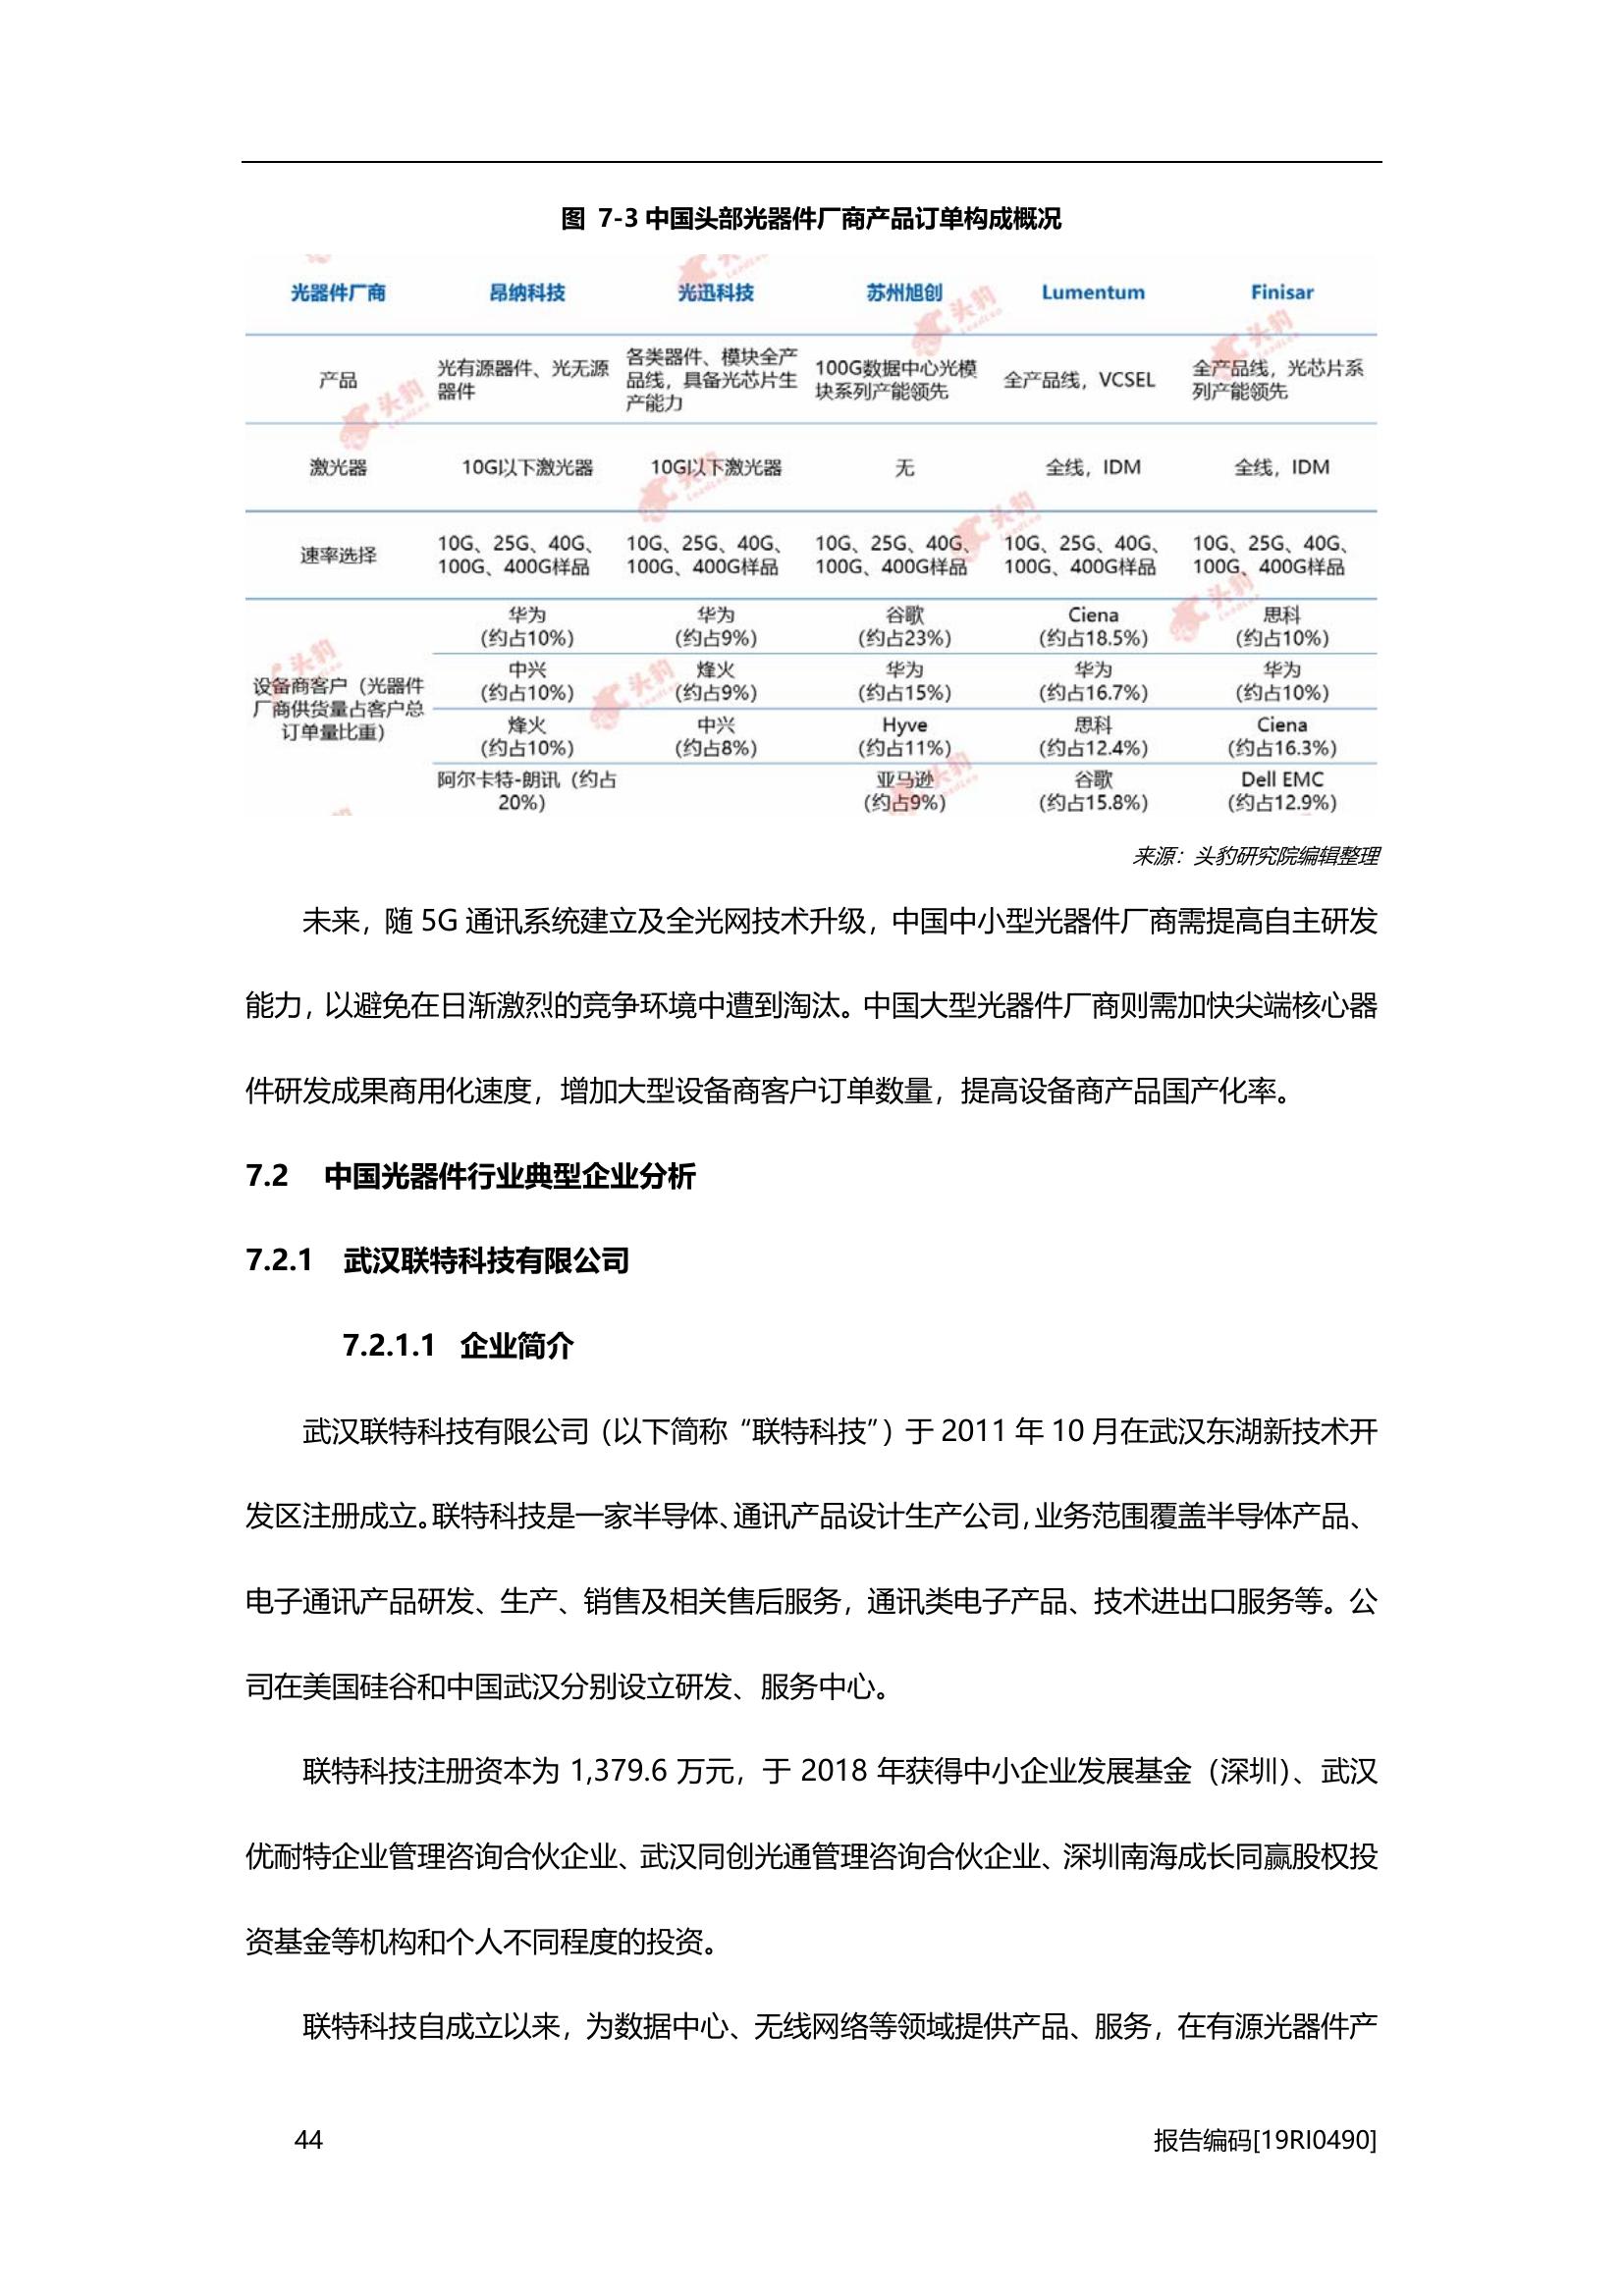 图 7-3 中国头部光器件厂商产品订单构成概况
光器件厂商 昂纳科技 光迅科技 苏州旭创 Lumentum Finisar
产品
光有源器件、光无源
器件
各类器件、模块全产
品线，具备光芯片生
产能力
100G数据中心光模
块系列产能领先
全产品线，VCSEL
全产品线，光芯片系
列产能领先
激光器 10G以下激光器 10G以下激光器 无 全线，IDM 全线，IDM
速率选择
10G、25G、40G、
100G、400G样品
10G、25G、40G、
100G、400G样品
10G、25G、40G、
100G、400G样品
10G、25G、40G、
100G、400G样品
10G、25G、40G、
100G、400G样品
设备商客户（光器件
厂商供货量占客户总
订单量比重）
华为 华为 谷歌 Ciena 思科
(约占10%) (约占9%) (约占23%) (约占18.5%) (约占10%)
中兴 烽火 华为 华为 华为
(约占10%) (约占9%) (约占15%) (约占16.7%) (约占10%)
烽火 中兴 Hyve 思科 Ciena
(约占10%) (约占8%) (约占11%) (约占12.4%) (约占16.3%)
阿尔卡特-朗讯（约占 亚马逊 谷歌 Dell EMC
20%） (约占9%) (约占15.8%) (约占12.9%)
来源：头豹研究院编辑整理
未来，随 5G 通讯系统建立及全光网技术升级，中国中小型光器件厂商需提高自主研发
能力，以避免在日渐激烈的竞争环境中遭到淘汰。中国大型光器件厂商则需加快尖端核心器
件研发成果商用化速度，增加大型设备商客户订单数量，提高设备商产品国产化率。
7.2 中国光器件行业典型企业分析
7.2.1 武汉联特科技有限公司
7.2.1.1 企业简介
武汉联特科技有限公司（以下简称“联特科技”）于 2011 年 10 月在武汉东湖新技术开
发区注册成立。联特科技是一家半导体、通讯产品设计生产公司，业务范围覆盖半导体产品、
电子通讯产品研发、生产、销售及相关售后服务，通讯类电子产品、技术进出口服务等。公
司在美国硅谷和中国武汉分别设立研发、服务中心。
联特科技注册资本为 1,379.6 万元，于 2018 年获得中小企业发展基金（深圳）、武汉
优耐特企业管理咨询合伙企业、武汉同创光通管理咨询合伙企业、深圳南海成长同赢股权投
资基金等机构和个人不同程度的投资。
联特科技自成立以来，为数据中心、无线网络等领域提供产品、服务，在有源光器件产
44 报告编码[19RI0490]